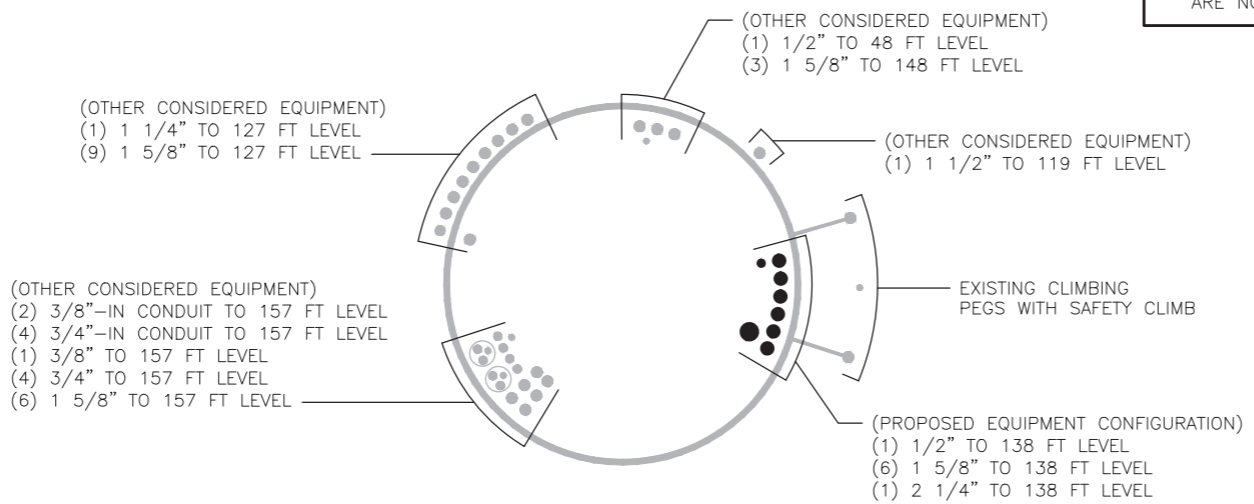 ARE NO
(OTHER CONSIDERED EQUIPMENT)
(1) 1/2" TO 48 FT LEVEL
(3) 1 5/8" TO 148 FT LEVEL
(OTHER CONSIDERED EQUIPMENT)
(1) 1 1/4" TO 127 FT LEVEL
(9) 1 5/8" TO 127 FT LEVEL
(OTHER CONSIDERED EQUIPMENT)
(1) 1 1/2" TO 119 FT LEVEL
(OTHER CONSIDERED EQUIPMENT)
(2) 3/8"-IN CONDUIT TO 157 FT LEVEL
(4) 3/4"-IN CONDUIT TO 157 FT LEVEL
(1) 3/8" TO 157 FT LEVEL
(4) 3/4" TO 157 FT LEVEL
(6) 1 5/8" TO 157 FT LEVEL
EXISTING CLIMBING
PEGS WITH SAFETY CLIMB
(PROPOSED EQUIPMENT CONFIGURATION)
(1) 1/2" TO 138 FT LEVEL
(6) 1 5/8" TO 138 FT LEVEL
(1) 2 1/4" TO 138 FT LEVEL